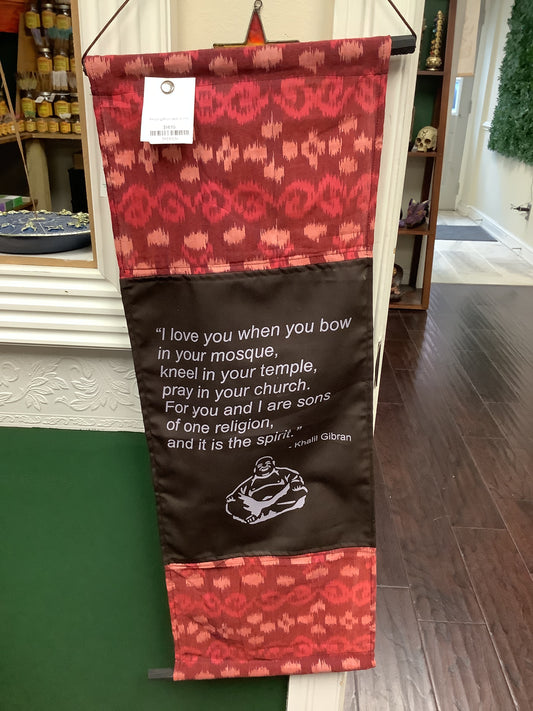 “I love you when you bow
in your mosque,
kneel in your temple,
pray in your church.
For you and I are sons
of one religion,
and it is the spirit.”
- Khalil Gibran